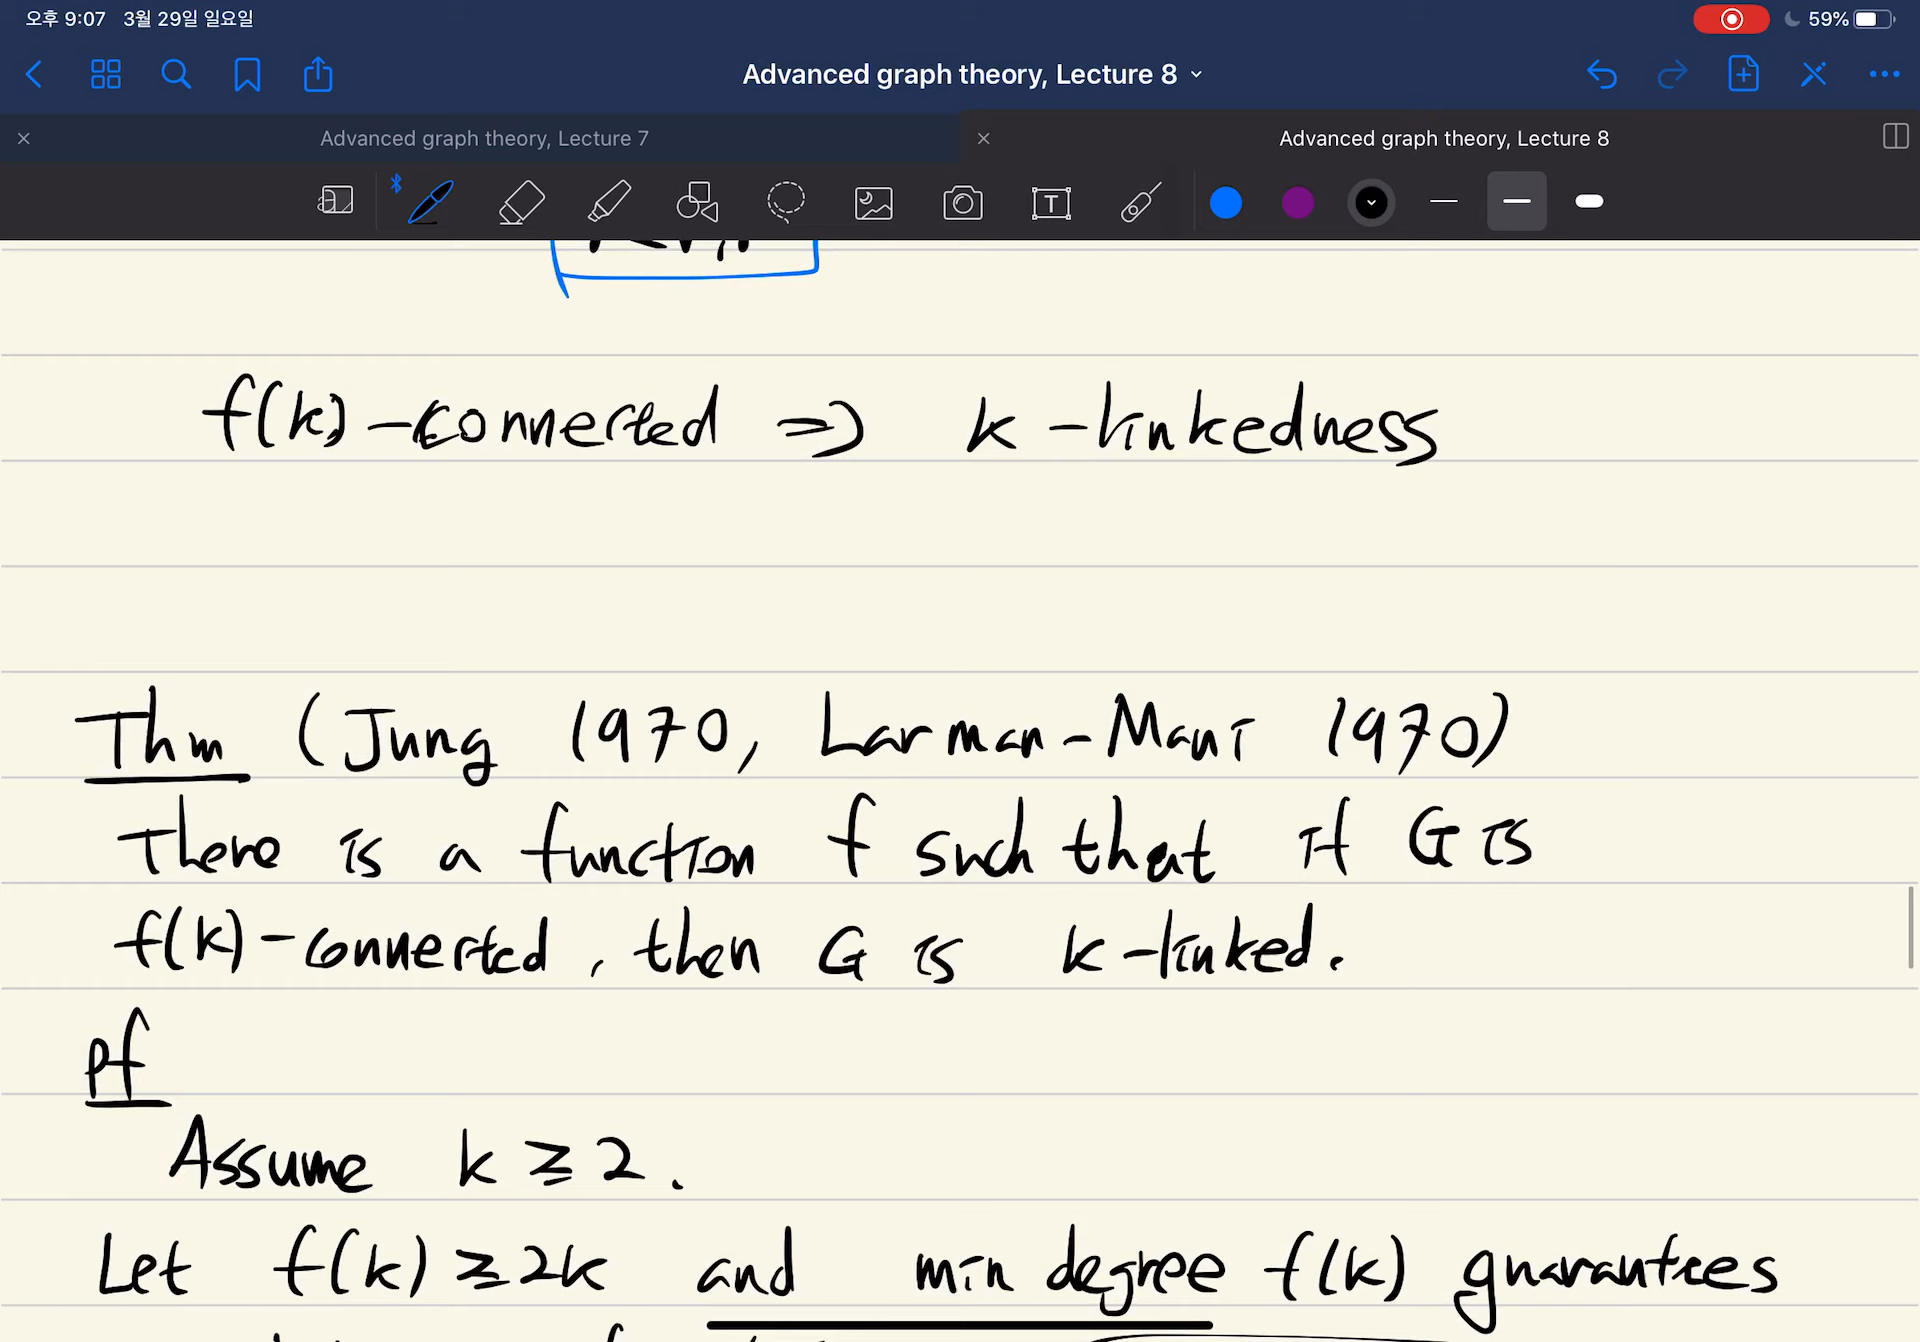 오후 9:07 3월 29일 일요일
59%
Advanced graph theory, Lecture 8
Advanced graph theory, Lecture 7
Advanced graph theory, Lecture 8
f(k)-connected ⇒ k-linkedness
Thm (Jung 1970, Larman-Mani 1970)
There is a function f such that if G is
f(k)-connected, then G is k-linked.
pf
Assume k ≥ 2.
Let f(k) ≥ 2k and min degree f(k) guarantees